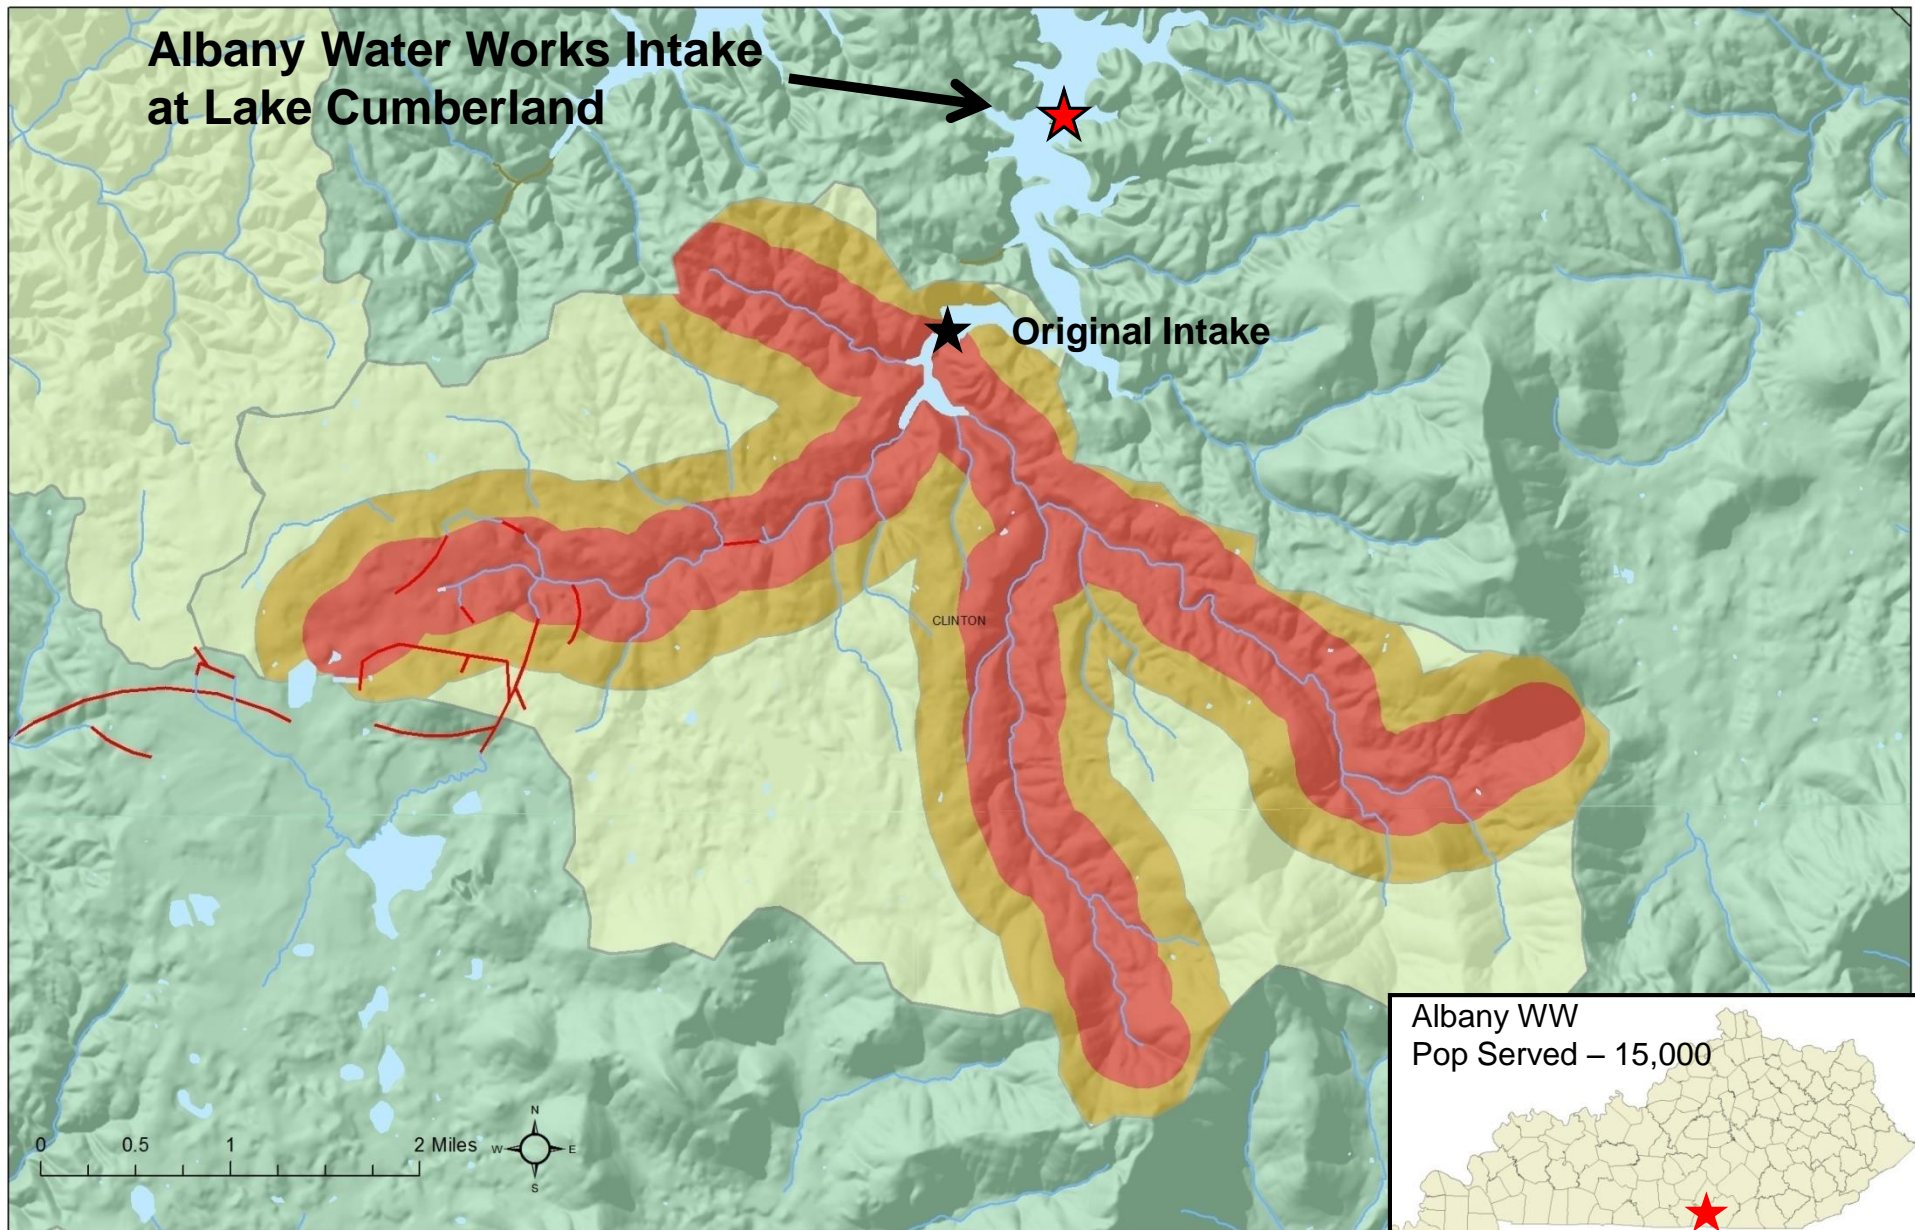 Albany Water Works Intake
at Lake Cumberland
Original Intake
CLINTON
Albany WW
Pop Served – 15,000
0 0.5 1 2 Miles
N
W E
S